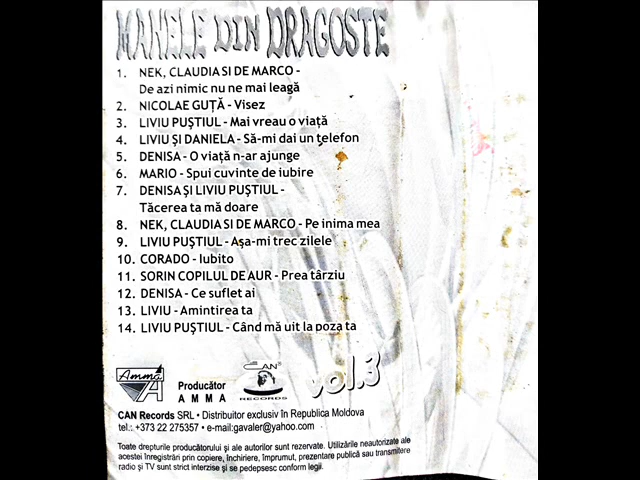 MANELE DIN DRAGOSTE
1. NEK, CLAUDIA SI DE MARCO -
De azi nimic nu ne mai leagă
2. NICOLAE GUȚĂ - Visez
3. LIVIU PUȘTIUL - Mai vreau o viață
4. LIVIU ȘI DANIELA - Să-mi dai un țelefon
5. DENISA - O viață n-ar ajunge
6. MARIO - Spui cuvinte de iubire
7. DENISA ȘI LIVIU PUȘTIUL -
Tăcerea ta mă doare
8. NEK, CLAUDIA SI DE MARCO - Pe inima mea
9. LIVIU PUȘTIUL - Așa-mi trec zilele
10. CORADO - Iubito
11. SORIN COPILUL DE AUR - Prea târziu
12. DENISA - Ce suflet ai
13. LIVIU - Amintirea ta
14. LIVIU PUȘTIUL - Când mă uit la poza ta
Amma
Producător
AMMA
CAN
RECORDS
vol.3
CAN Records SRL • Distribuitor exclusiv în Republica Moldova
tel.: +373 22 275357 • e-mail:gavaler@yahoo.com
Toate drepturile producătorului și ale autorilor sunt rezervate. Utilizările neautorizate ale
acestei înregistrări prin copiere, închiriere, împrumut, prezentare publică sau transmitere
radio și TV sunt strict interzise și se pedepsesc conform legii.